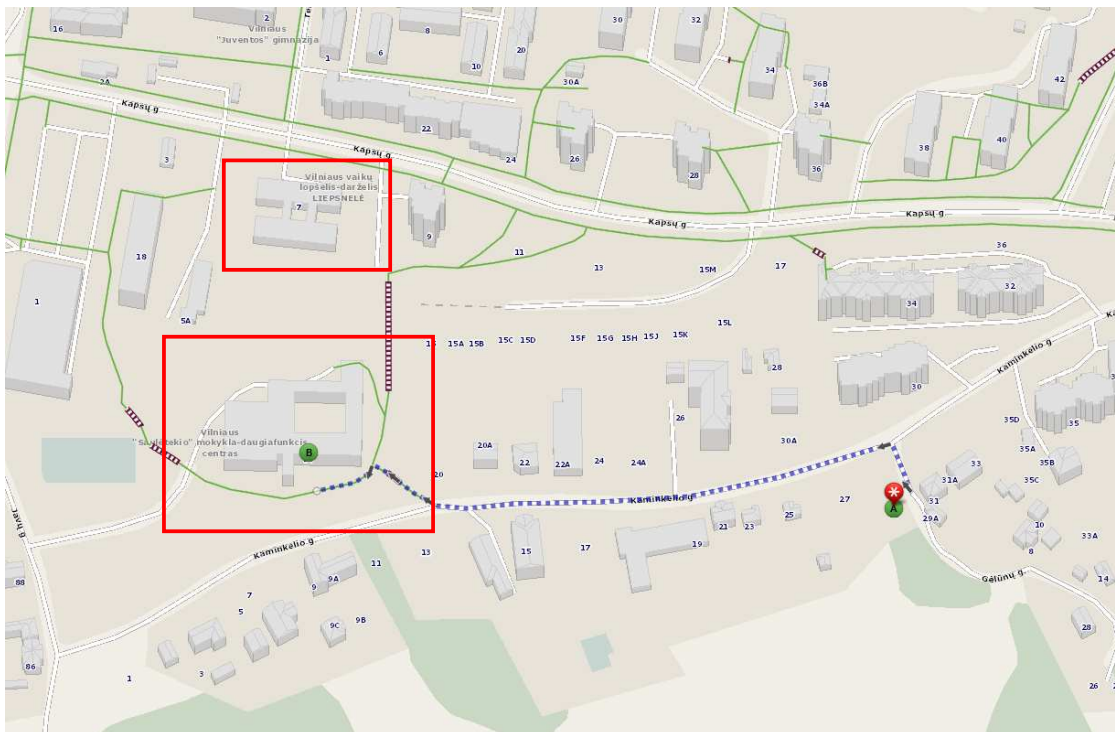 16
2
Vilniaus
"Juventos" gimnazija
1
6
8
10
20
30
32
34
42
2A
30A
36B
34A
Kapsų g.
22
24
26
28
36
38
40
3
Kapsų g.
Vilniaus vaikų
lopšelis-darželis
LIEPSNELĖ
7
9
Kapsų g.
Kapsų g.
18
11
13
15M
17
36
1
5A
34
32
15A
15B
15C
15D
15F
15G
15H
15J
15K
15L
28
30
Kaminkelio g.
Vilniaus
"Saulėtekio" mokykla-daugiafunkcis
centras
B
26
30A
35D
35
35A
35B
20A
22
22A
24
24A
20
33
31A
35C
31
Kaminkelio g.
27
A
29A
21
23
25
10
8
33A
Kaminkelio g.
13
15
17
19
11
9
9A
88
7
5
9C
9B
Gėlūnų g.
14
28
86
3
1
26